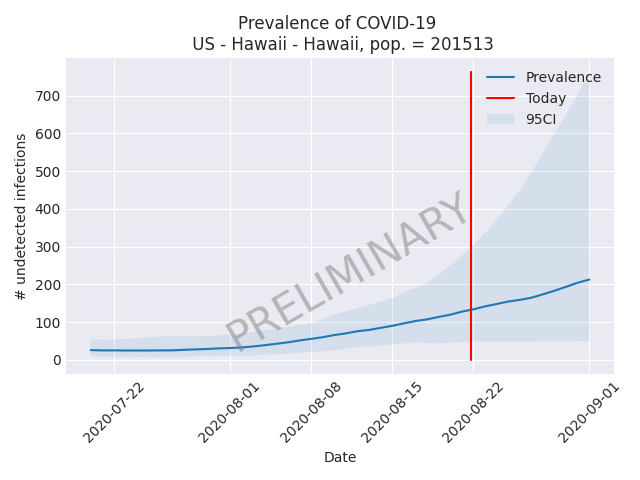 Prevalence of COVID-19
US - Hawaii - Hawaii, pop. = 201513
Prevalence
Today
95CI
PRELIMINARY
# undetected infections
700
600
500
400
300
200
100
0
2020-07-22
2020-08-01
2020-08-08
2020-08-15
2020-08-22
2020-09-01
Date